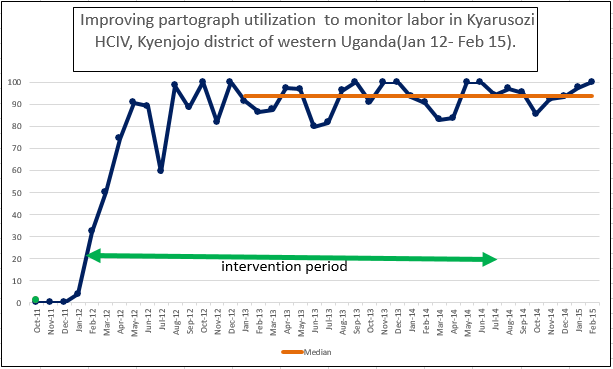 Improving partograph utilization to monitor labor in Kyarusozi
HCIV, Kyenjojo district of western Uganda(Jan 12- Feb 15).
100
90
80
70
60
50
40
30
20
10
0
intervention period
Oct-11
Nov-11
Dec-11
Jan-12
Feb-12
Mar-12
Apr-12
May-12
Jun-12
Jul-12
Aug-12
Sep-12
Oct-12
Nov-12
Dec-12
Jan-13
Feb-13
Mar-13
Apr-13
May-13
Jun-13
Jul-13
Aug-13
Sep-13
Oct-13
Nov-13
Dec-13
Jan-14
Feb-14
Mar-14
Apr-14
May-14
Jun-14
Jul-14
Aug-14
Sep-14
Oct-14
Nov-14
Dec-14
Jan-15
Feb-15
Median